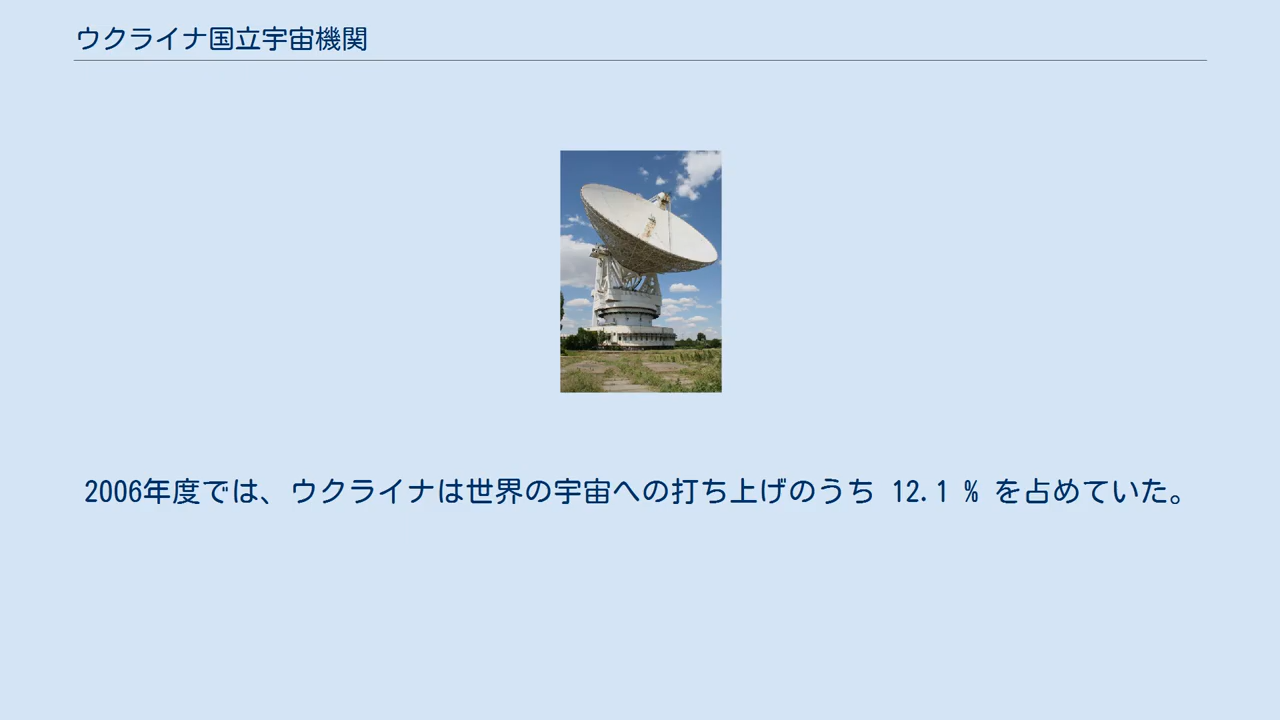 ウクライナ国立宇宙機関
2006年度では、ウクライナは世界の宇宙への打ち上げのうち 12.1 % を占めていた。